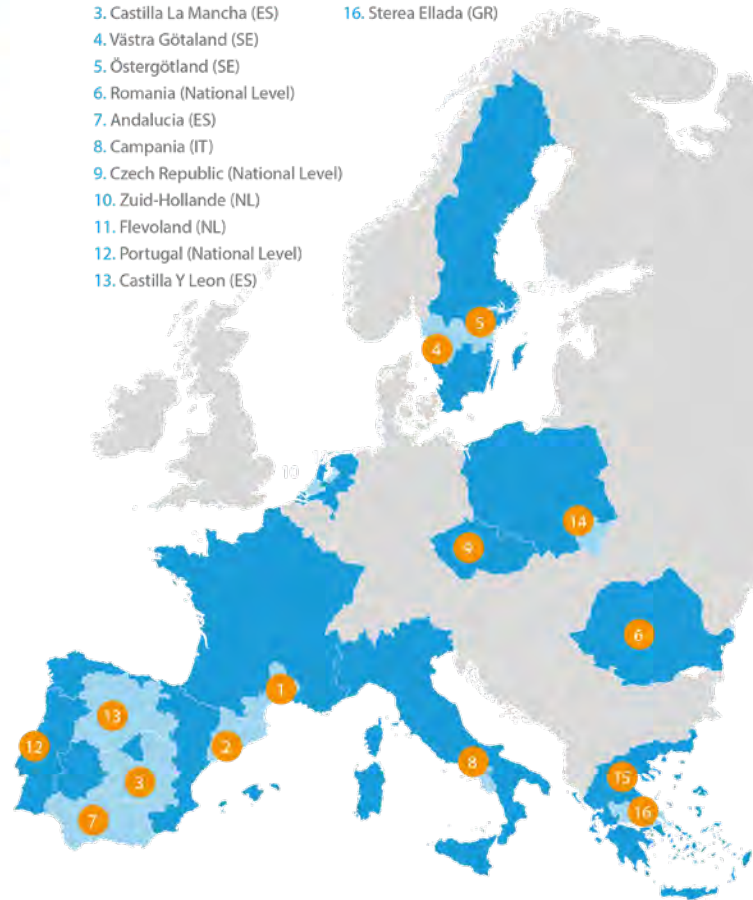 3. Castilla La Mancha (ES)
4. Västra Götaland (SE)
5. Östergötland (SE)
6. Romania (National Level)
7. Andalucia (ES)
8. Campania (IT)
9. Czech Republic (National Level)
10. Zuid-Hollande (NL)
11. Flevoland (NL)
12. Portugal (National Level)
13. Castilla Y Leon (ES)
16. Sterea Ellada (GR)
5
4
10
14
9
6
1
13
2
12
8
3
15
7
16